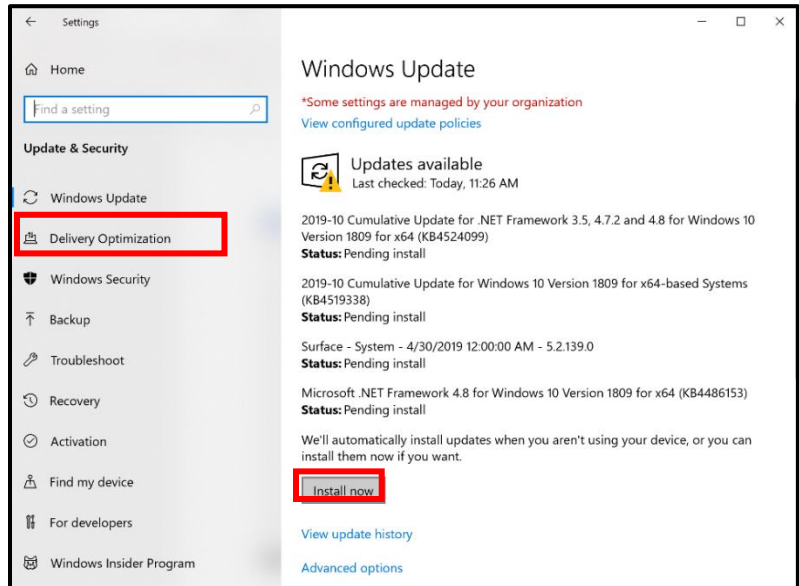 Settings
Home
Find a setting
Update & Security
Windows Update
Delivery Optimization
Windows Security
Backup
Troubleshoot
Recovery
Activation
Find my device
For developers
Windows Insider Program
Windows Update
*Some settings are managed by your organization
View configured update policies
Updates available
Last checked: Today, 11:26 AM
2019-10 Cumulative Update for .NET Framework 3.5, 4.7.2 and 4.8 for Windows 10
Version 1809 for x64 (KB4524099)
Status: Pending install
2019-10 Cumulative Update for Windows 10 Version 1809 for x64-based Systems
(KB4519338)
Status: Pending install
Surface - System - 4/30/2019 12:00:00 AM - 5.2.139.0
Status: Pending install
Microsoft .NET Framework 4.8 for Windows 10 Version 1809 for x64 (KB4486153)
Status: Pending install
We'll automatically install updates when you aren't using your device, or you can
install them now if you want.
Install now
View update history
Advanced options